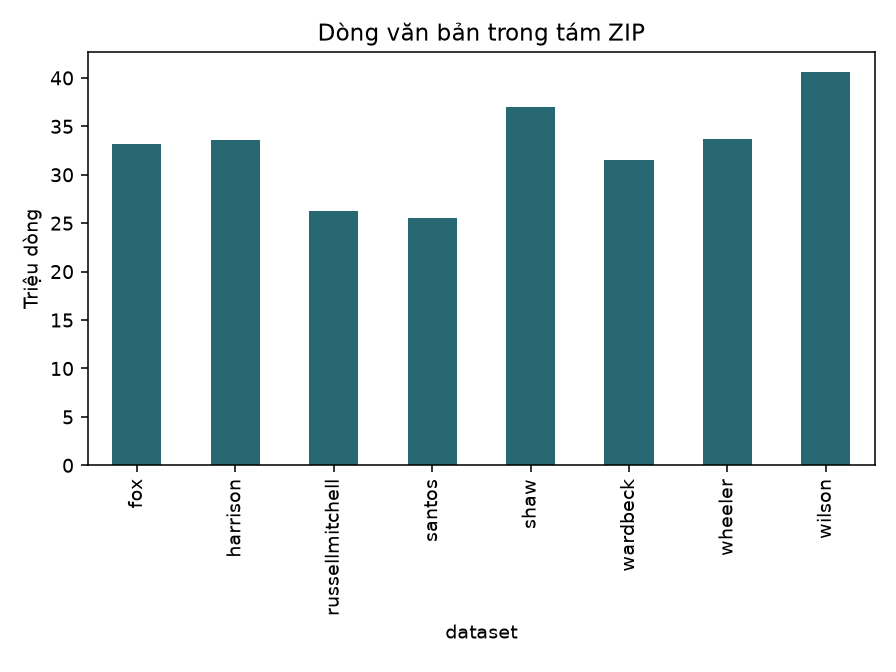 Dòng văn bản trong tám ZIP
Triệu dòng
40
35
30
25
20
15
10
5
0
fox
harrison
russellmitchell
santos
shaw
wardbeck
wheeler
wilson
dataset